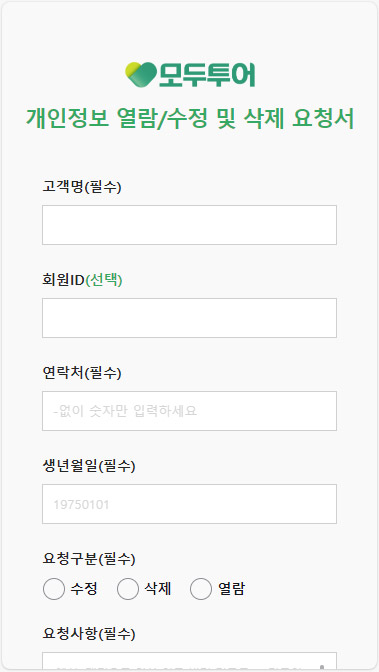 모두투어
개인정보 열람/수정 및 삭제 요청서
고객명(필수)
회원ID(선택)
연락처(필수)
-없이 숫자만 입력하세요
생년월일(필수)
19750101
요청구분(필수)
수정 삭제 열람
요청사항(필수)